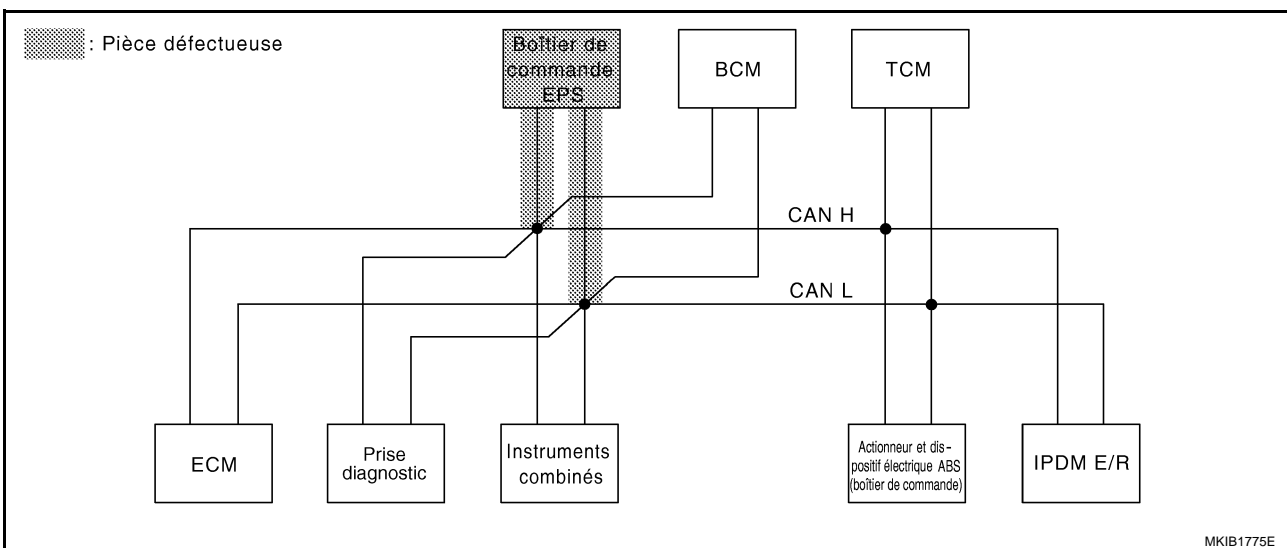 : Pièce défectueuse
Boîtier de
commande
EPS
BCM
TCM
CAN H
CAN L
ECM
Prise
diagnostic
Instruments
combinés
Actionneur et dis-
positif électrique ABS
(boîtier de commande)
IPDM E/R
MKIB1775E